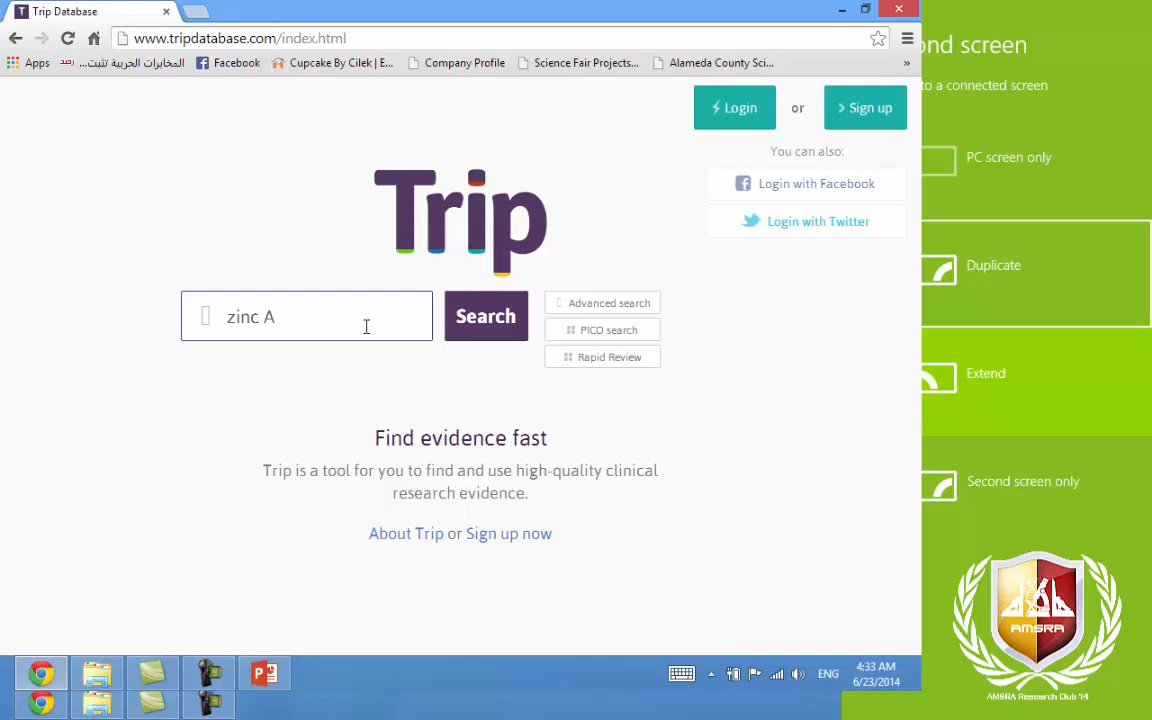 Trip Database
www.tripdatabase.com/index.html
Apps
المخابرات الحربية تثبت...
رصد
Facebook
Cupcake By Cilek | E...
Company Profile
Science Fair Projects...
Alameda County Sci...
»
Login
or
Sign up
You can also:
Login with Facebook
Login with Twitter
Trip
zinc A
Search
Advanced search
PICO search
Rapid Review
Find evidence fast
Trip is a tool for you to find and use high-quality clinical
research evidence.
About Trip or Sign up now
ENG
4:33 AM
6/23/2014
ond screen
to a connected screen
PC screen only
Duplicate
Extend
Second screen only
AMSRA
AMSRA Research Club '14